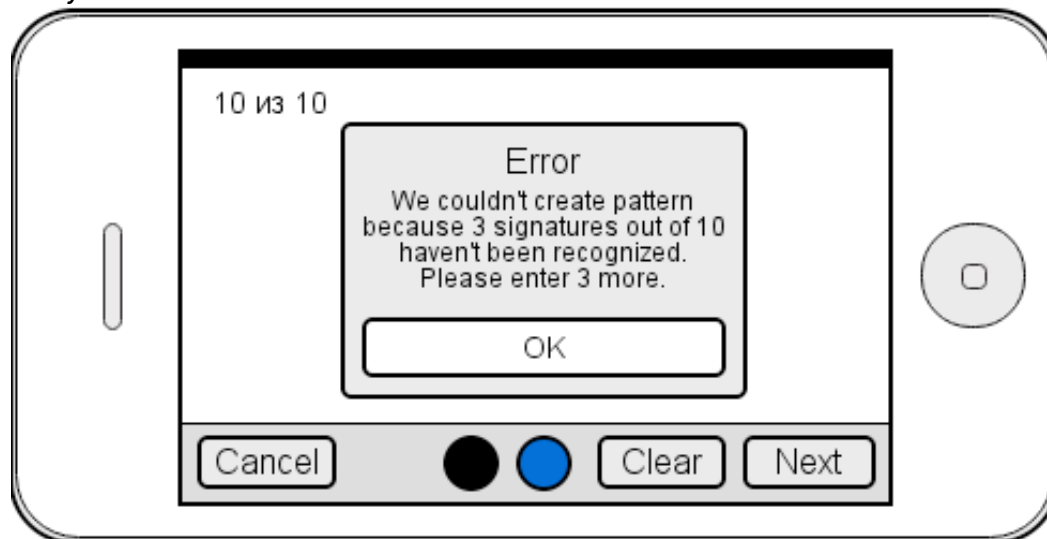 10 из 10
Error
We couldn't create pattern
because 3 signatures out of 10
haven't been recognized.
Please enter 3 more.
OK
Cancel
Clear
Next